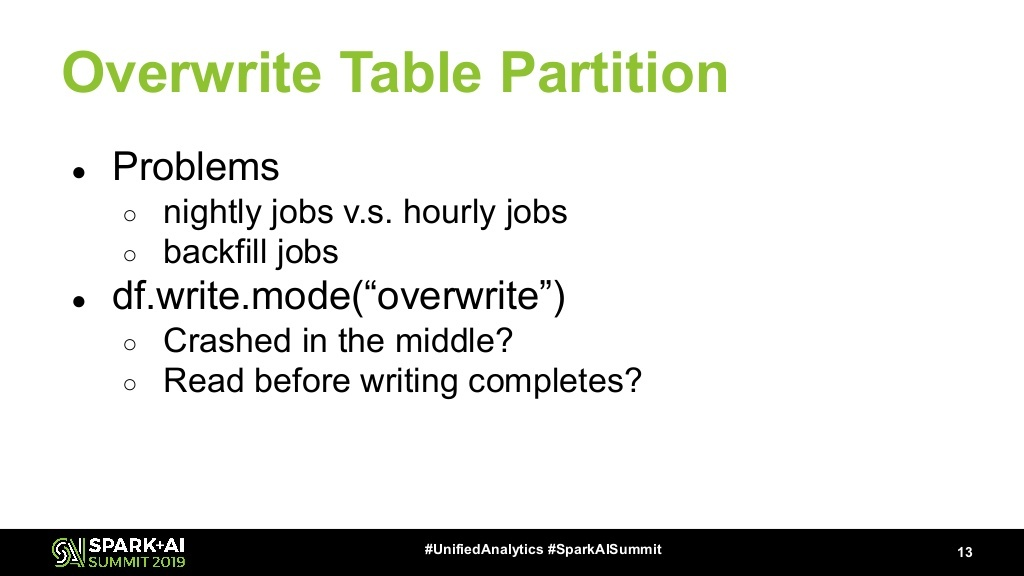 Overwrite Table Partition
● Problems
○ nightly jobs v.s. hourly jobs
○ backfill jobs
● df.write.mode(“overwrite”)
○ Crashed in the middle?
○ Read before writing completes?
SPARK+AI
SUMMIT 2019
#UnifiedAnalytics #SparkAISummit
13